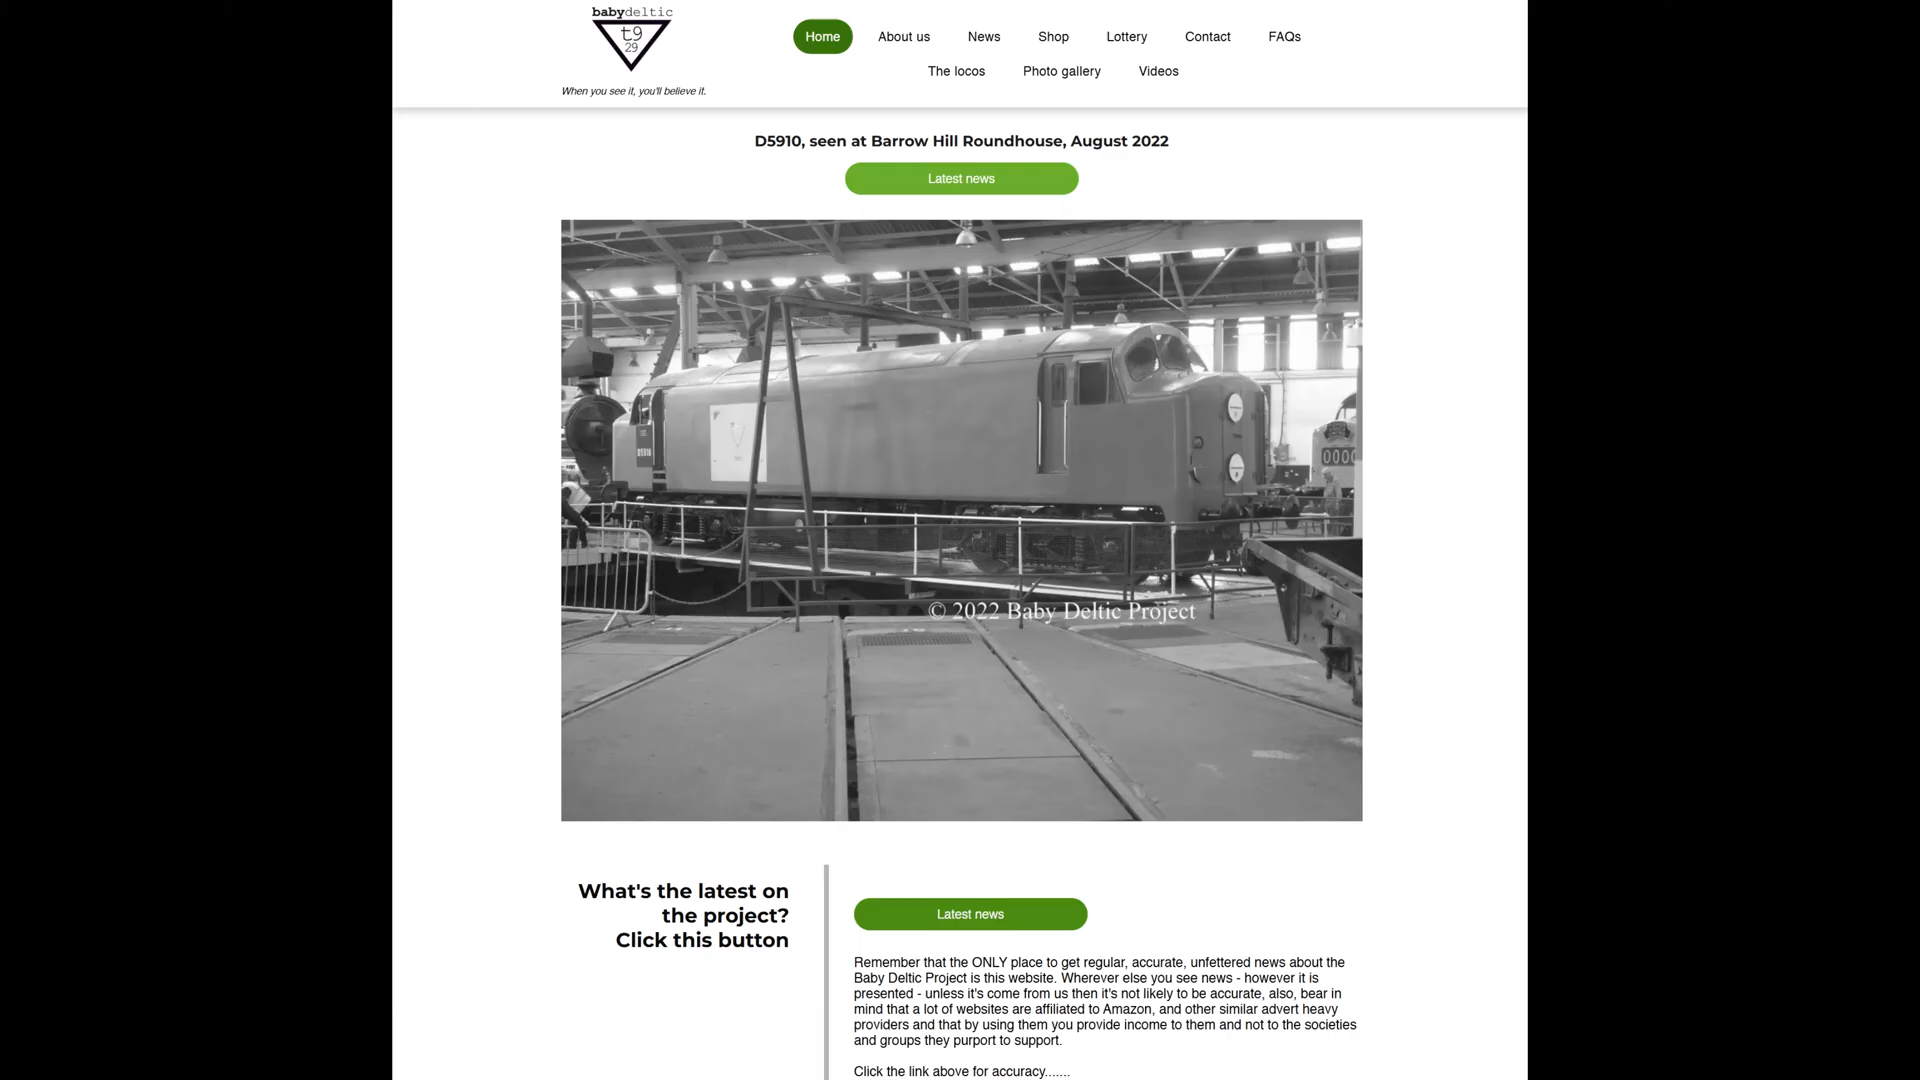 babydeltic
t9
29
When you see it, you'll believe it.
Home
About us
News
Shop
Lottery
Contact
FAQs
The locos
Photo gallery
Videos
D5910, seen at Barrow Hill Roundhouse, August 2022
Latest news
D5910
0000
© 2022 Baby Deltic Project
What's the latest on
the project?
Click this button
Latest news
Remember that the ONLY place to get regular, accurate, unfettered news about the
Baby Deltic Project is this website. Wherever else you see news - however it is
presented - unless it's come from us then it's not likely to be accurate, also, bear in
mind that a lot of websites are affiliated to Amazon, and other similar advert heavy
providers and that by using them you provide income to them and not to the societies
and groups they purport to support.
Click the link above for accuracy.......